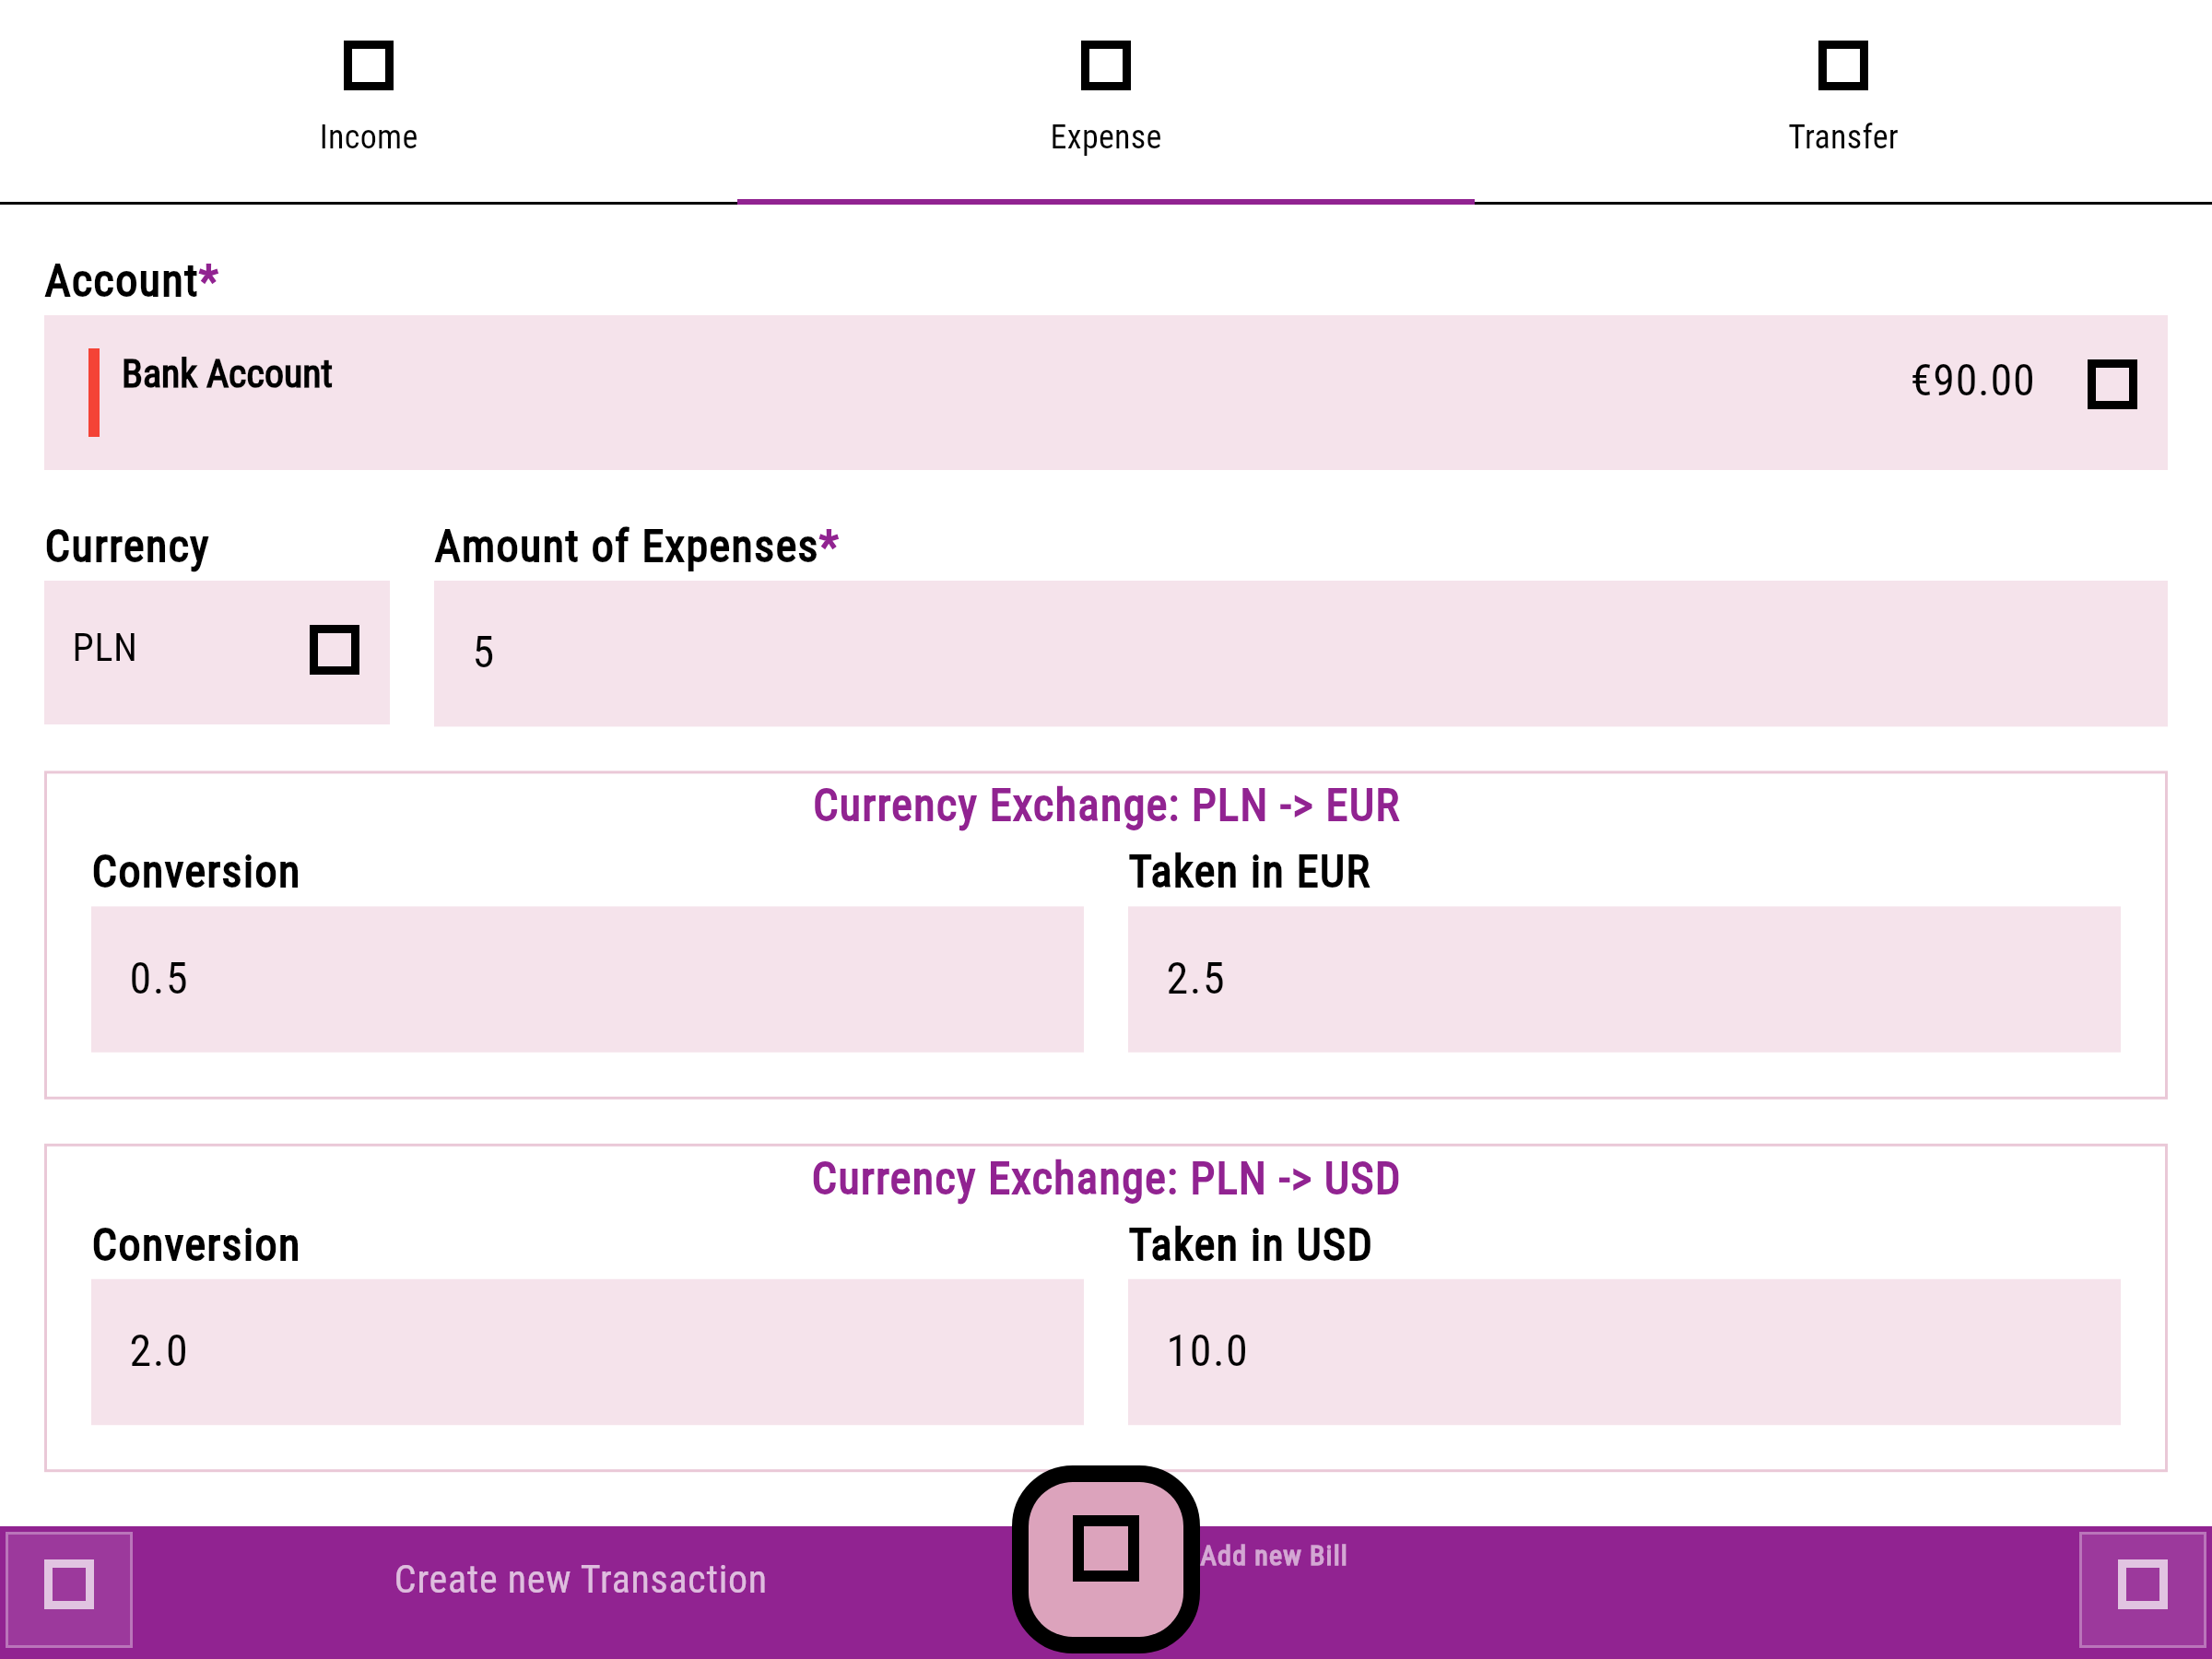 Income
Expense
Transfer
Account*
Bank Account
€90.00
Currency
Amount of Expenses*
PLN
5
Currency Exchange: PLN -> EUR
Conversion
Taken in EUR
0.5
2.5
Currency Exchange: PLN -> USD
Conversion
Taken in USD
2.0
10.0
Create new Transaction
Add new Bill